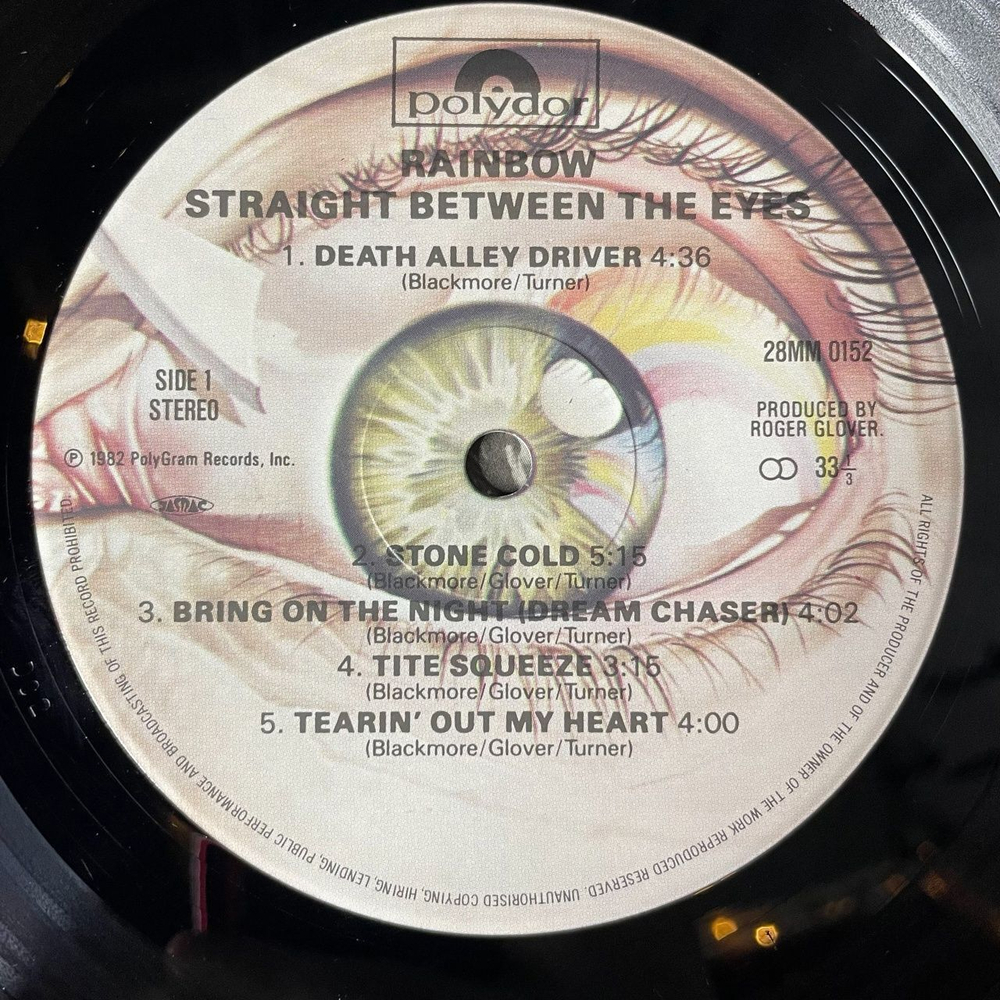 polydor
RAINBOW
STRAIGHT BETWEEN THE EYES
1. DEATH ALLEY DRIVER 4:36
(Blackmore/Turner)
28MM 0152
SIDE 1
STEREO
PRODUCED BY
ROGER GLOVER.
Ⓟ 1982 PolyGram Records, Inc.
33⅓
JASRAC
2. STONE COLD 5:15
(Blackmore/Glover/Turner)
3. BRING ON THE NIGHT (DREAM CHASER) 4:02
(Blackmore/Glover/Turner)
4. TITE SQUEEZE 3:15
(Blackmore/Glover/Turner)
5. TEARIN' OUT MY HEART 4:00
(Blackmore/Glover/Turner)
ALL RIGHTS OF THE PRODUCER AND OF THE OWNER OF THE WORK REPRODUCED RESERVED. UNAUTHORISED COPYING, HIRING, LENDING, PUBLIC PERFORMANCE AND BROADCASTING OF THIS RECORD PROHIBITED.